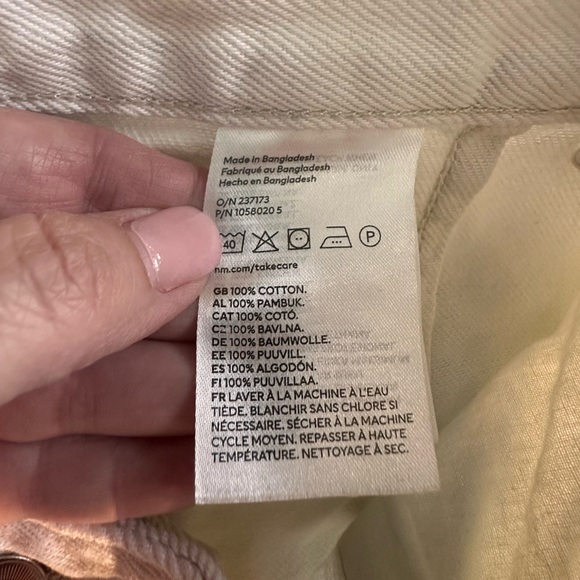 Made in Bangladesh
Fabriqué au Bangladesh
Hecho en Bangladesh
O/N 237173
P/N 1058020 5
40
P
hm.com/takecare
GB 100% COTTON.
AL 100% PAMBUK.
CAT 100% COTÓ.
CZ 100% BAVLNA.
DE 100% BAUMWOLLE.
EE 100% PUUVILL.
ES 100% ALGODÓN.
FI 100% PUUVILLAA.
FR LAVER À LA MACHINE À L'EAU
TIÈDE. BLANCHIR SANS CHLORE SI
NÉCESSAIRE. SÉCHER À LA MACHINE
CYCLE MOYEN. REPASSER À HAUTE
TEMPÉRATURE. NETTOYAGE À SEC.